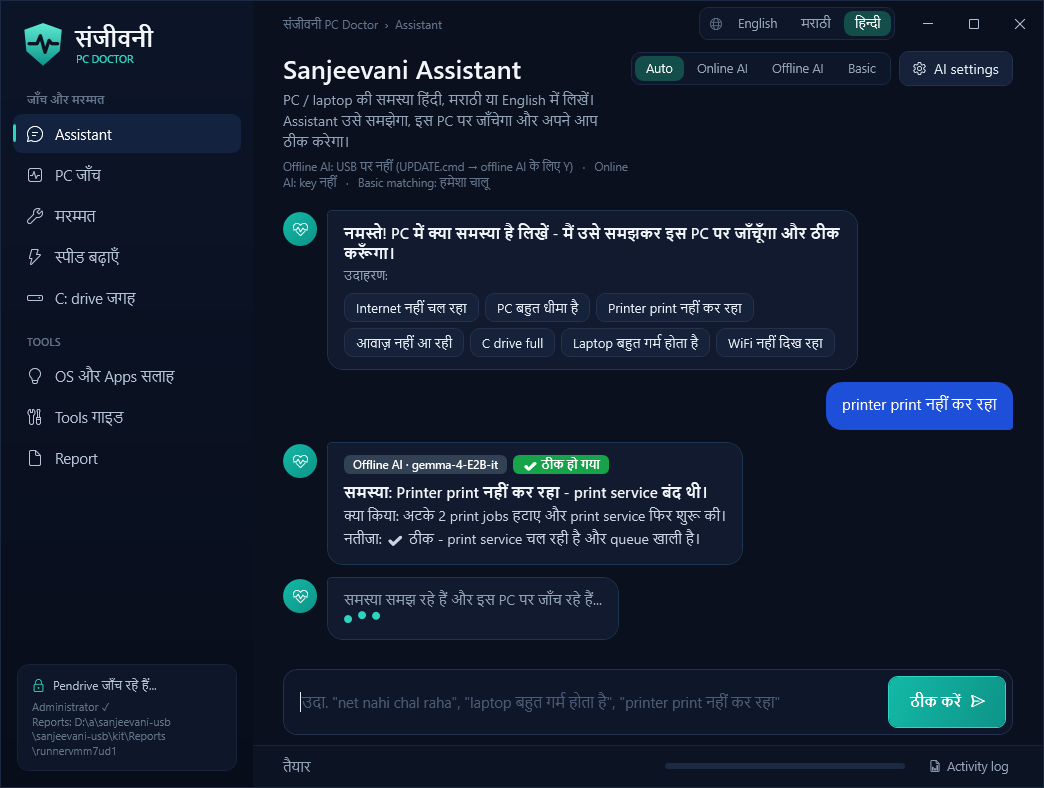 संजीवनी
PC DOCTOR
जाँच और मरम्मत
Assistant
PC जाँच
मरम्मत
स्पीड बढ़ाएँ
C: drive जगह
TOOLS
OS और Apps सलाह
Tools गाइड
Report
Pendrive जाँच रहे हैं...
Administrator ✓
Reports: D:\a\sanjeevani-usb
\sanjeevani-usb\kit\Reports
\runnervmm7ud1
संजीवनी PC Doctor › Assistant
English मराठी हिन्दी
Sanjeevani Assistant
Auto Online AI Offline AI Basic
AI settings
PC / laptop की समस्या हिंदी, मराठी या English में लिखें।
Assistant उसे समझेगा, इस PC पर जाँचेगा और अपने आप
ठीक करेगा।
Offline AI: USB पर नहीं (UPDATE.cmd → offline AI के लिए Y) · Online
AI: key नहीं · Basic matching: हमेशा चालू
नमस्ते! PC में क्या समस्या है लिखें - मैं उसे समझकर इस PC पर जाँचूँगा और ठीक
करूँगा।
उदाहरण:
Internet नहीं चल रहा PC बहुत धीमा है Printer print नहीं कर रहा
आवाज़ नहीं आ रही C drive full Laptop बहुत गर्म होता है WiFi नहीं दिख रहा
printer print नहीं कर रहा
Offline AI · gemma-4-E2B-it ✓ ठीक हो गया
समस्या: Printer print नहीं कर रहा - print service बंद थी।
क्या किया: अटके 2 print jobs हटाए और print service फिर शुरू की।
नतीजा: ✓ ठीक - print service चल रही है और queue खाली है।
समस्या समझ रहे हैं और इस PC पर जाँच रहे हैं...
उदा. "net nahi chal raha", "laptop बहुत गर्म होता है", "printer print नहीं कर रहा"
ठीक करें
तैयार
Activity log